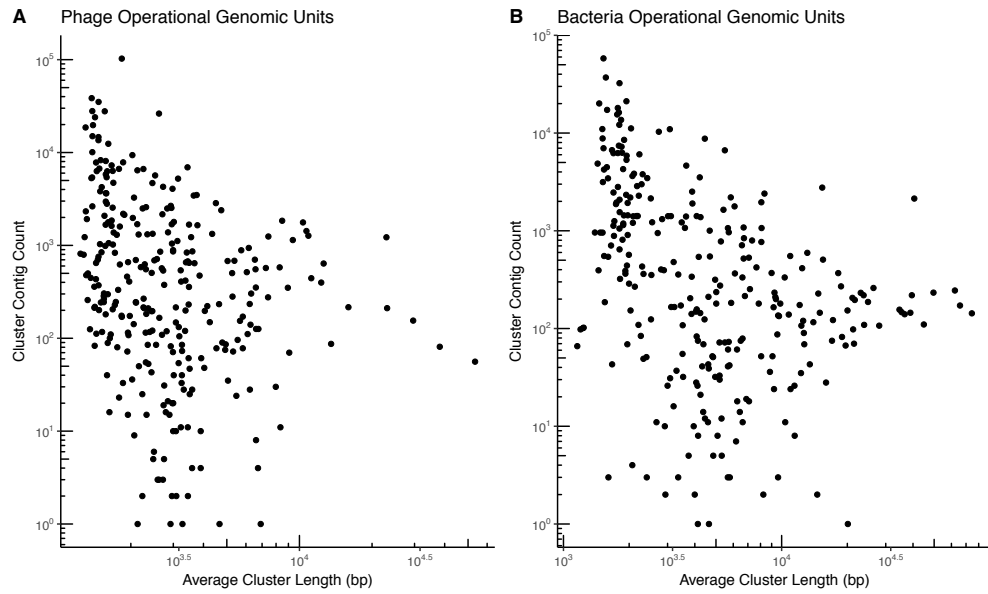 A Phage Operational Genomic Units
Cluster Contig Count
10^5
10^4
10^3
10^2
10^1
10^0
10^3.5 10^4 10^4.5
Average Cluster Length (bp)
B Bacteria Operational Genomic Units
Cluster Contig Count
10^5
10^4
10^3
10^2
10^1
10^0
10^3 10^3.5 10^4 10^4.5
Average Cluster Length (bp)